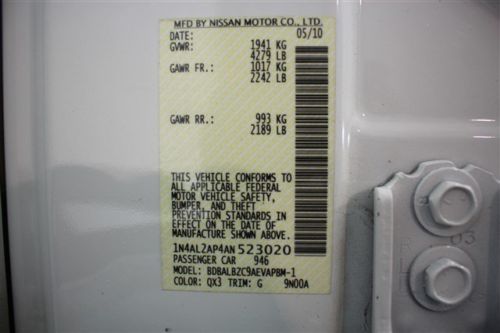 MFD BY NISSAN MOTOR CO., LTD.
DATE: 05/10
GVWR: 1941 KG
4279 LB
GAWR FR.: 1017 KG
2242 LB
GAWR RR.: 993 KG
2189 LB
THIS VEHICLE CONFORMS TO
ALL APPLICABLE FEDERAL
MOTOR VEHICLE SAFETY,
BUMPER, AND THEFT
PREVENTION STANDARDS IN
EFFECT ON THE DATE OF
MANUFACTURE SHOWN ABOVE.
1N4AL2AP4AN523020
PASSENGER CAR 946
MODEL: BDBALB2C9AEVAPBM-1
COLOR: QX3 TRIM: G 9N00A
03